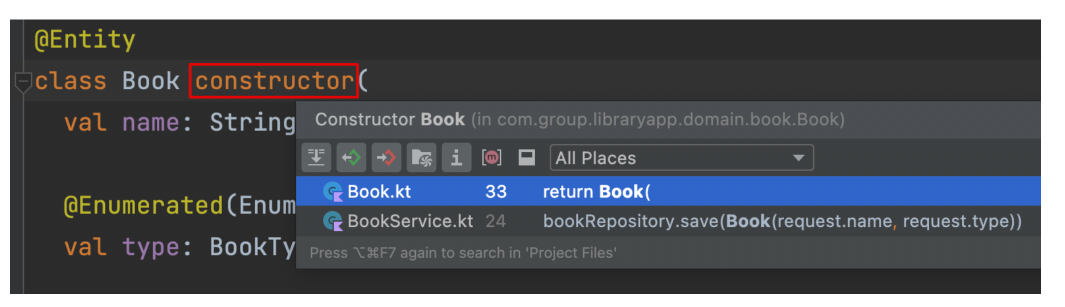 @Entity
class Book constructor(
val name: String
Constructor Book (in com.group.libraryapp.domain.book.Book)
All Places
Book.kt 33 return Book(
@Enumerated(Enum
BookService.kt 24 bookRepository.save(Book(request.name, request.type))
val type: BookTy
Press ⌥⌘F7 again to search in 'Project Files'